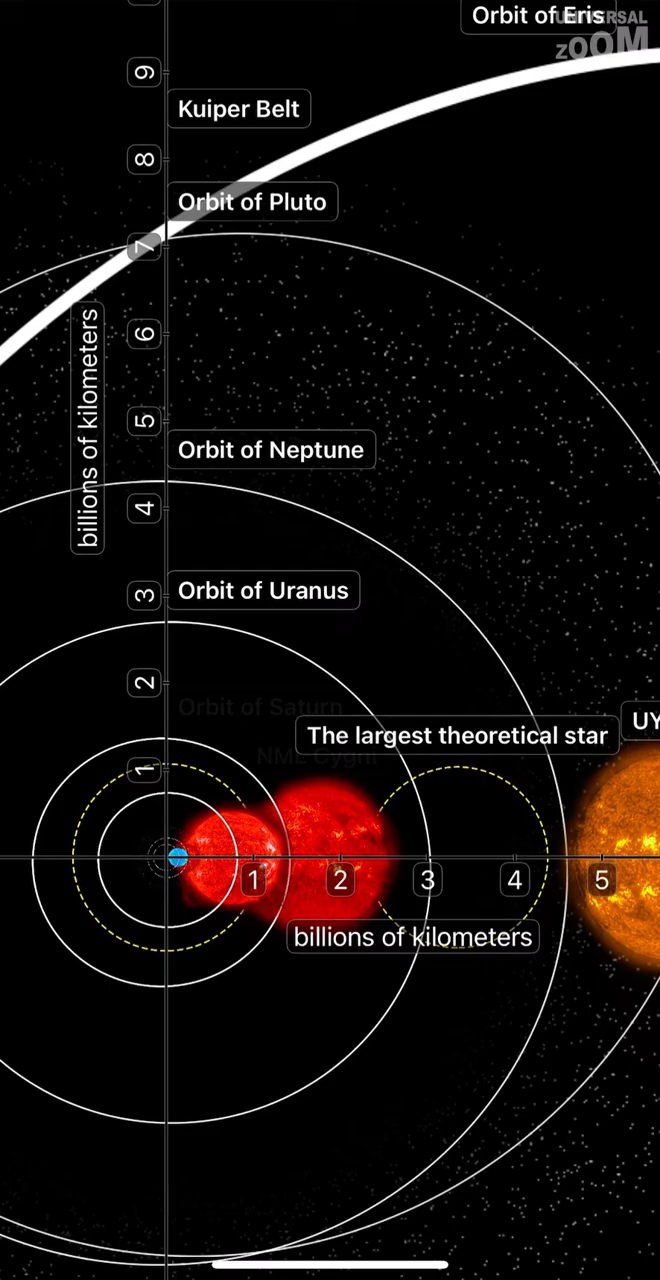 Orbit of Eris
UNIVERSAL
zOOM
9
Kuiper Belt
8
Orbit of Pluto
7
6
billions of kilometers
5
Orbit of Neptune
4
3
Orbit of Uranus
2
Orbit of Saturn
UY
The largest theoretical star
NML Cygni
1
1
2
3
4
5
billions of kilometers